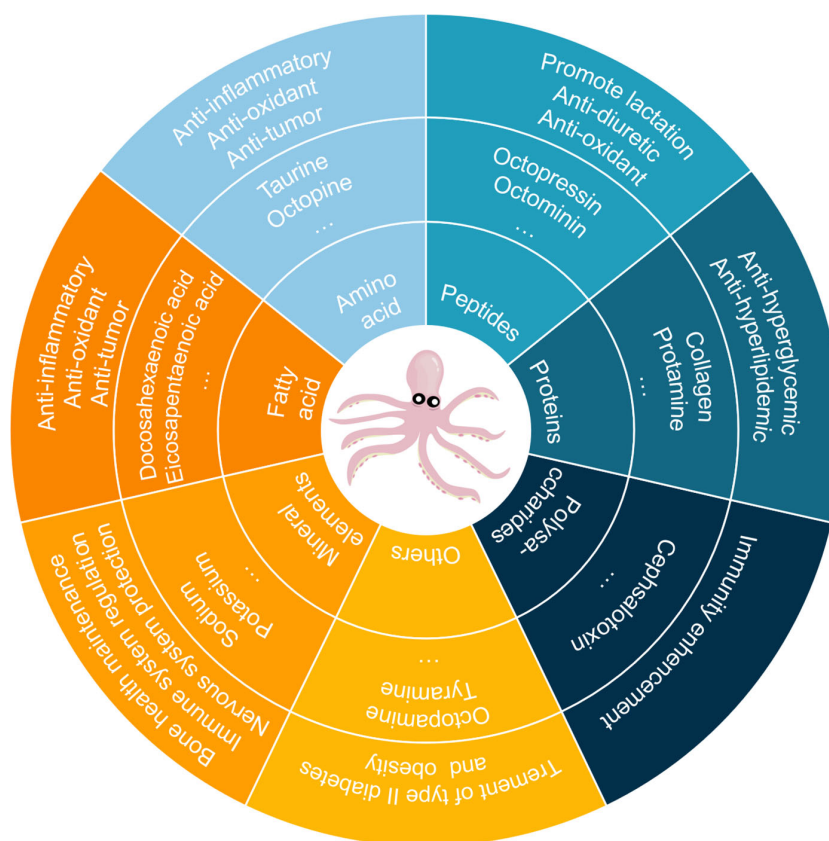 Promote lactation
Anti-diuretic
Anti-oxidant
Octopressin
Octominin
...
Peptides
Anti-hyperglycemic
Anti-hyperlipidemic
Collagen
Protamine
...
Proteins
Immunity enhancement
Cephsalotoxin
...
Polysa-
ccharides
Others
...
Tyramine
Octopamine
Trement of type II diabetes
and obesity
Mineral
elements
...
Potassium
Sodium
Nervous system protection
Immune system regulation
Bone health maintenance
Anti-inflammatory
Anti-oxidant
Anti-tumor
Docosahexaenoic acid
Eicosapentaenoic acid
...
Fatty
acid
Anti-inflammatory
Anti-oxidant
Anti-tumor
Taurine
Octopine
...
Amino
acid